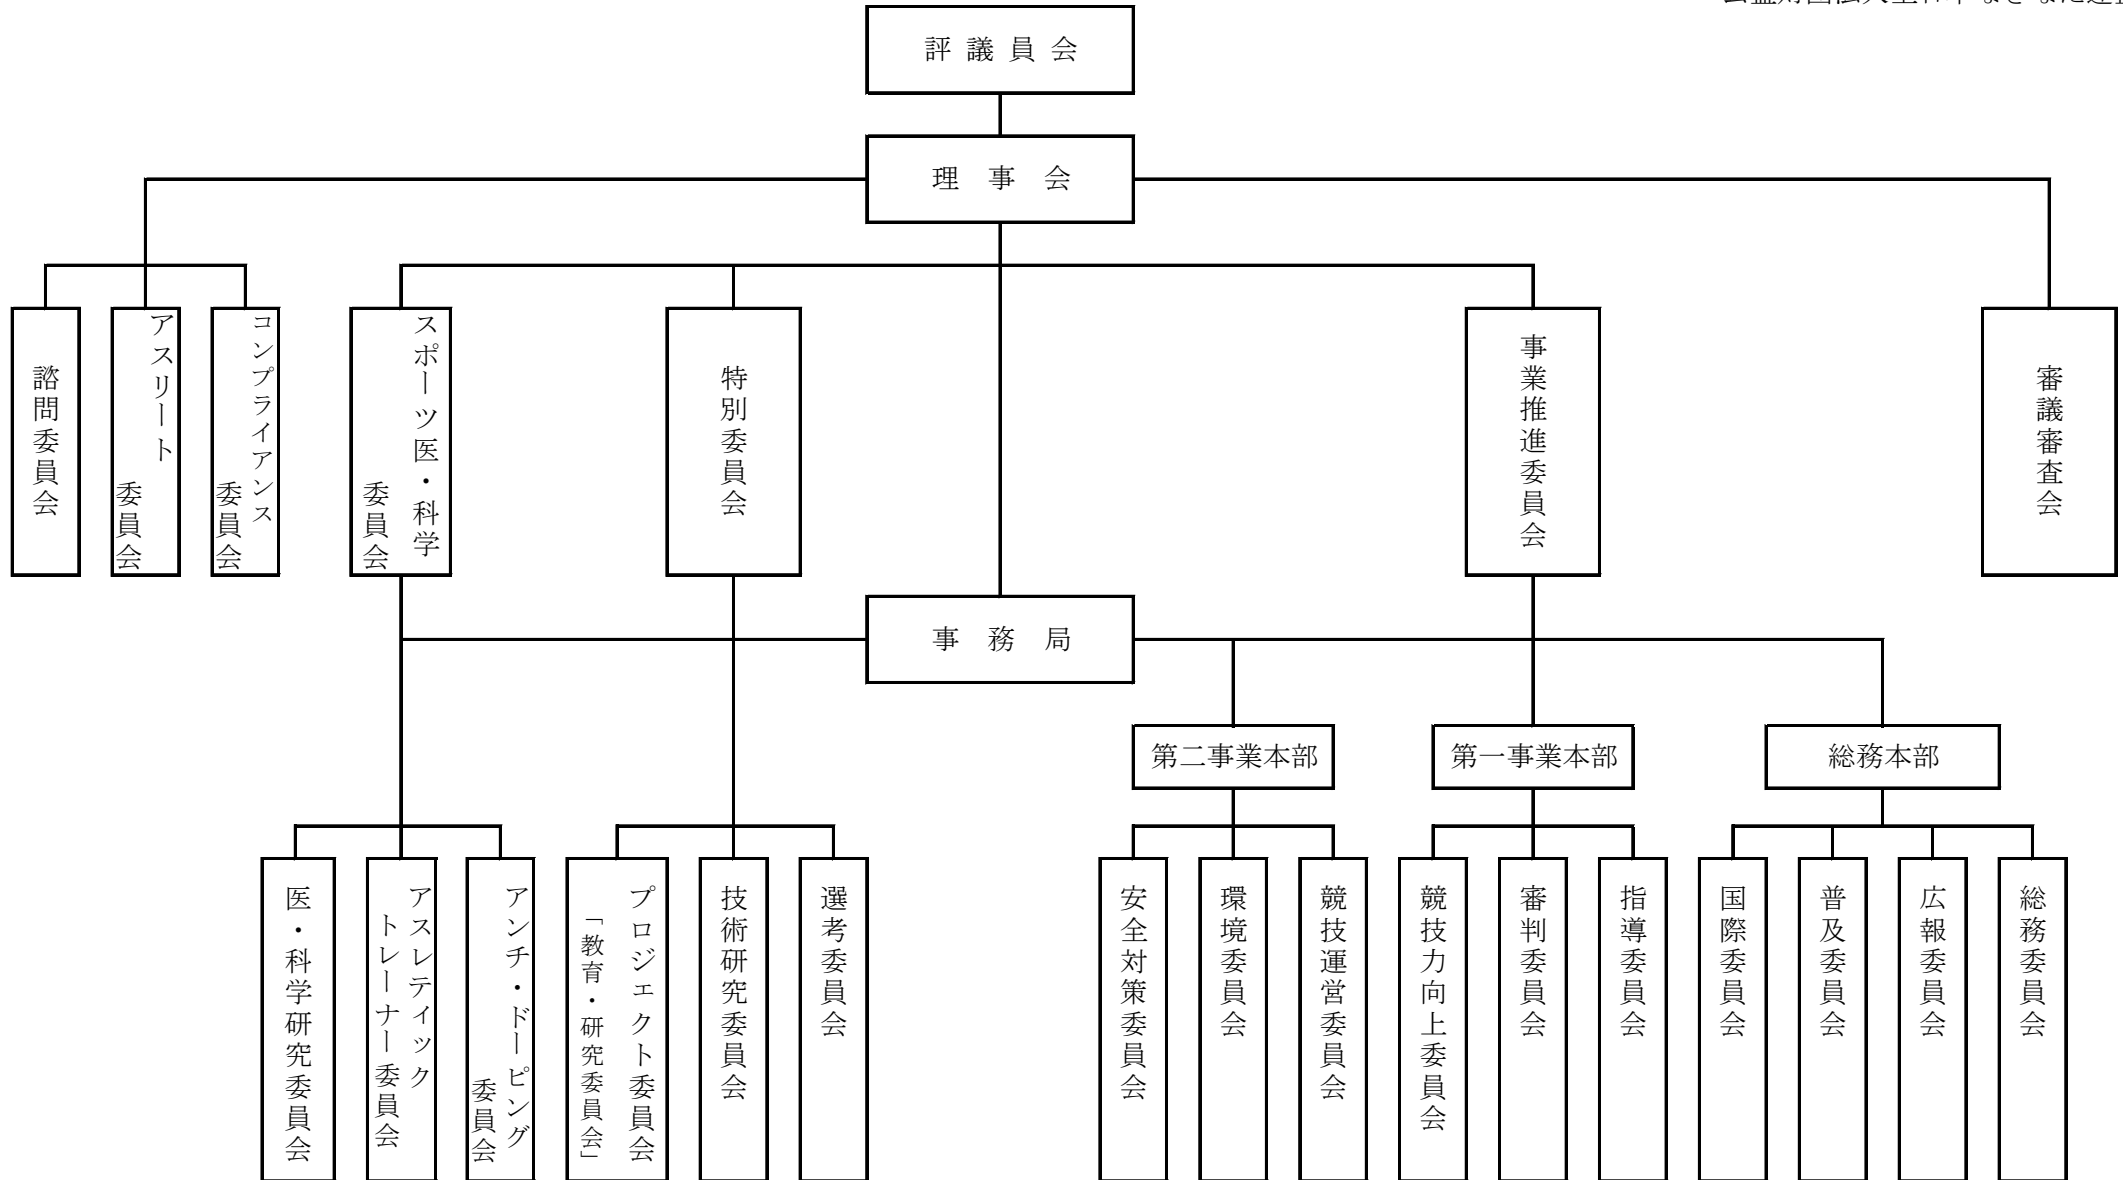 評議員会
理事会
諮問委員会
アスリート
委員会
コンプライアンス
委員会
スポーツ医・科学
委員会
特別委員会
事業推進委員会
審議審査会
事務局
第二事業本部
第一事業本部
総務本部
医・科学研究委員会
アスレティック
トレーナー委員会
アンチ・ドーピング
委員会
プロジェクト委員会
「教育・研究委員会」
技術研究委員会
選考委員会
安全対策委員会
環境委員会
競技運営委員会
競技力向上委員会
審判委員会
指導委員会
国際委員会
普及委員会
広報委員会
総務委員会